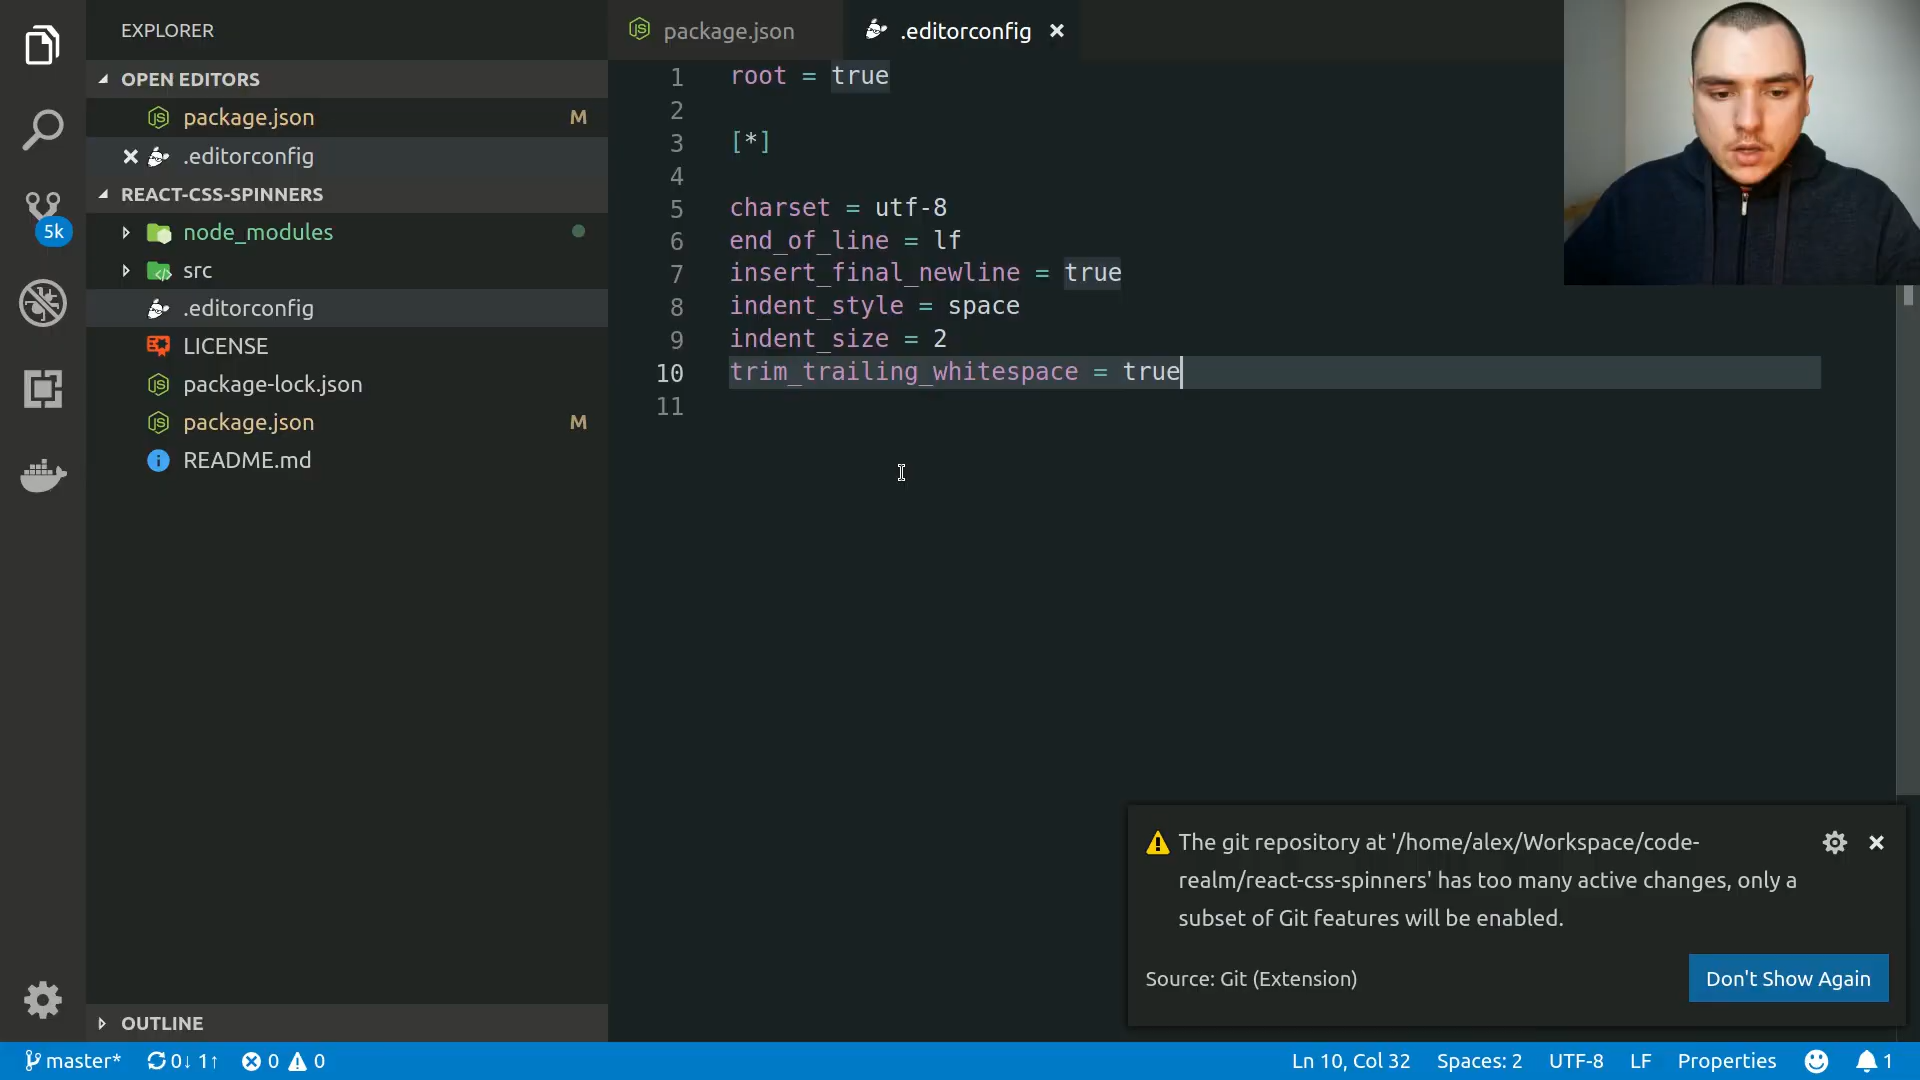 EXPLORER
OPEN EDITORS
package.json M
.editorconfig
REACT-CSS-SPINNERS
node_modules
src
.editorconfig
LICENSE
package-lock.json
package.json M
README.md
OUTLINE
5k
package.json
.editorconfig
1 root = true
2
3 [*]
4
5 charset = utf-8
6 end_of_line = lf
7 insert_final_newline = true
8 indent_style = space
9 indent_size = 2
10 trim_trailing_whitespace = true
11
The git repository at '/home/alex/Workspace/code-
realm/react-css-spinners' has too many active changes, only a
subset of Git features will be enabled.
Source: Git (Extension)
Don't Show Again
master* 0↓ 1↑ 0 0
Ln 10, Col 32 Spaces: 2 UTF-8 LF Properties 1